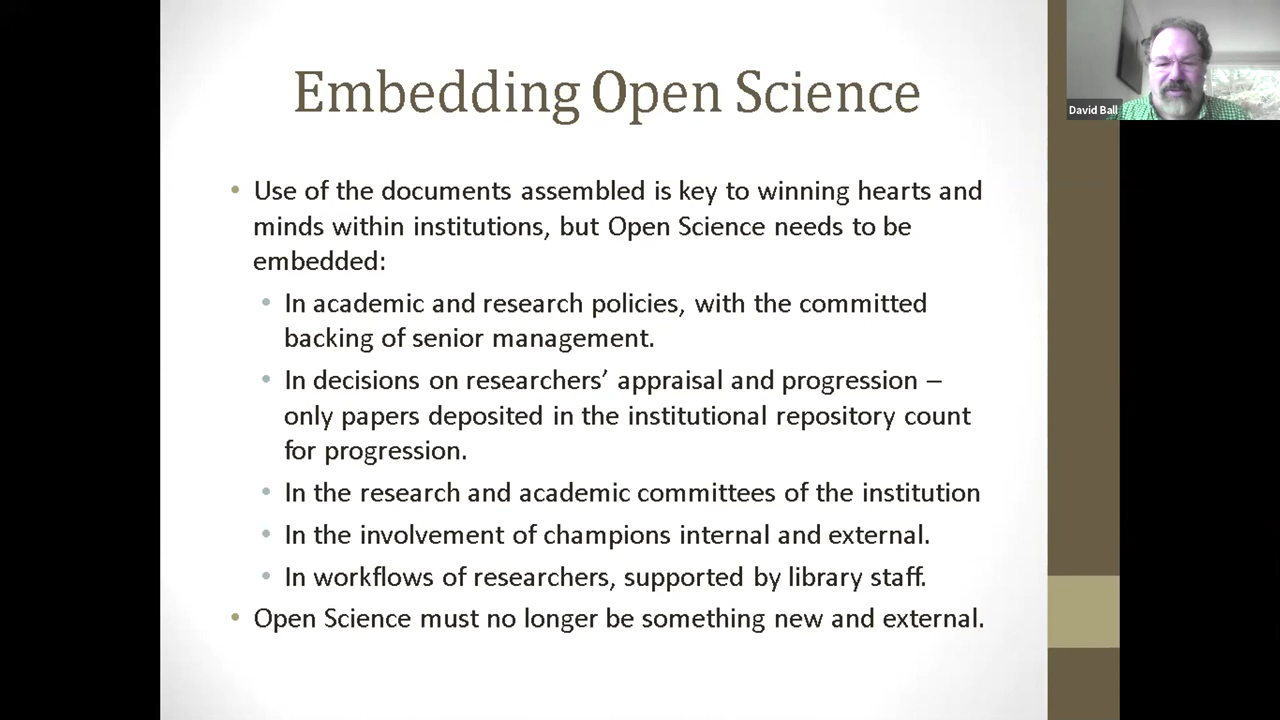 Embedding Open Science
David Ball
• Use of the documents assembled is key to winning hearts and
minds within institutions, but Open Science needs to be
embedded:
• In academic and research policies, with the committed
backing of senior management.
• In decisions on researchers’ appraisal and progression –
only papers deposited in the institutional repository count
for progression.
• In the research and academic committees of the institution
• In the involvement of champions internal and external.
• In workflows of researchers, supported by library staff.
• Open Science must no longer be something new and external.